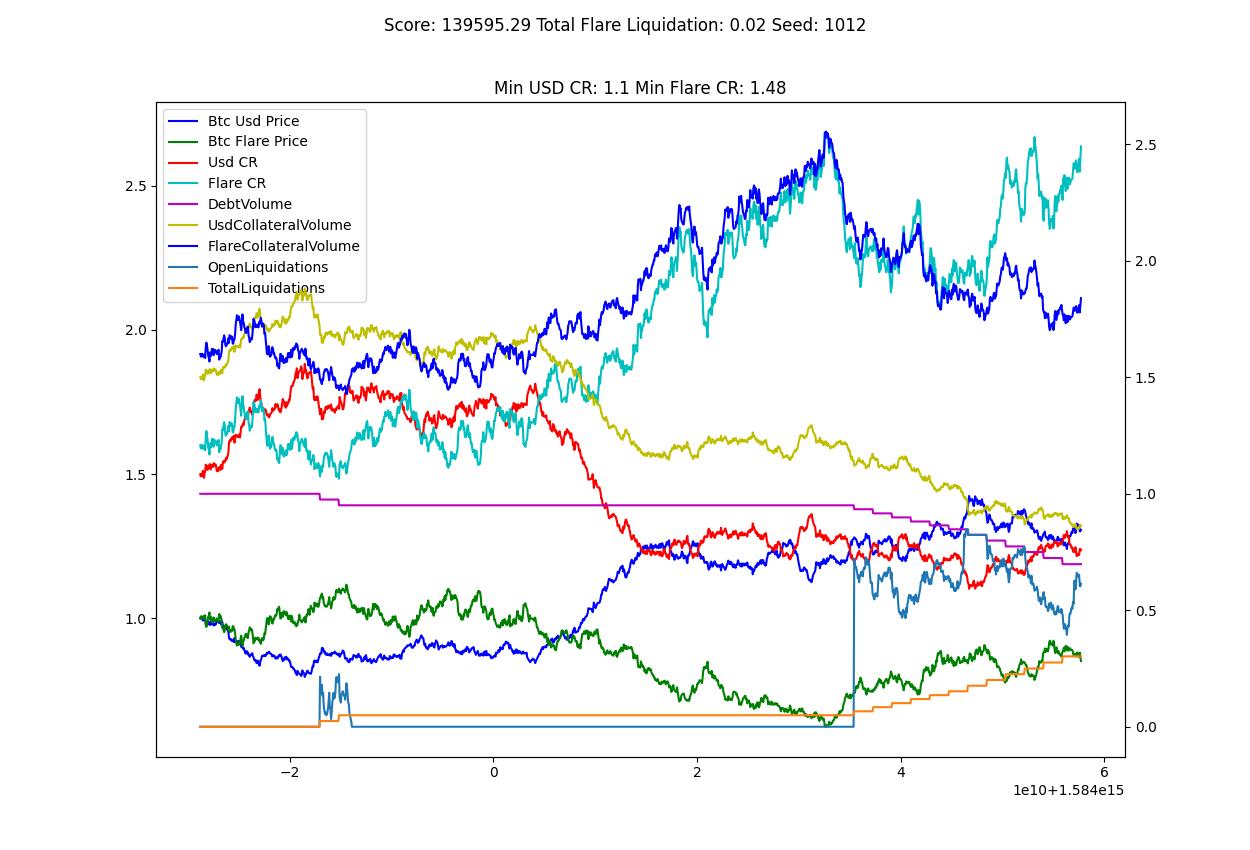 Score: 139595.29 Total Flare Liquidation: 0.02 Seed: 1012
Min USD CR: 1.1 Min Flare CR: 1.48
Btc Usd Price
Btc Flare Price
Usd CR
Flare CR
DebtVolume
UsdCollateralVolume
FlareCollateralVolume
OpenLiquidations
TotalLiquidations
2.5
2.0
1.5
1.0
2.5
2.0
1.5
1.0
0.5
0.0
−2
0
2
4
6
1e10+1.584e15